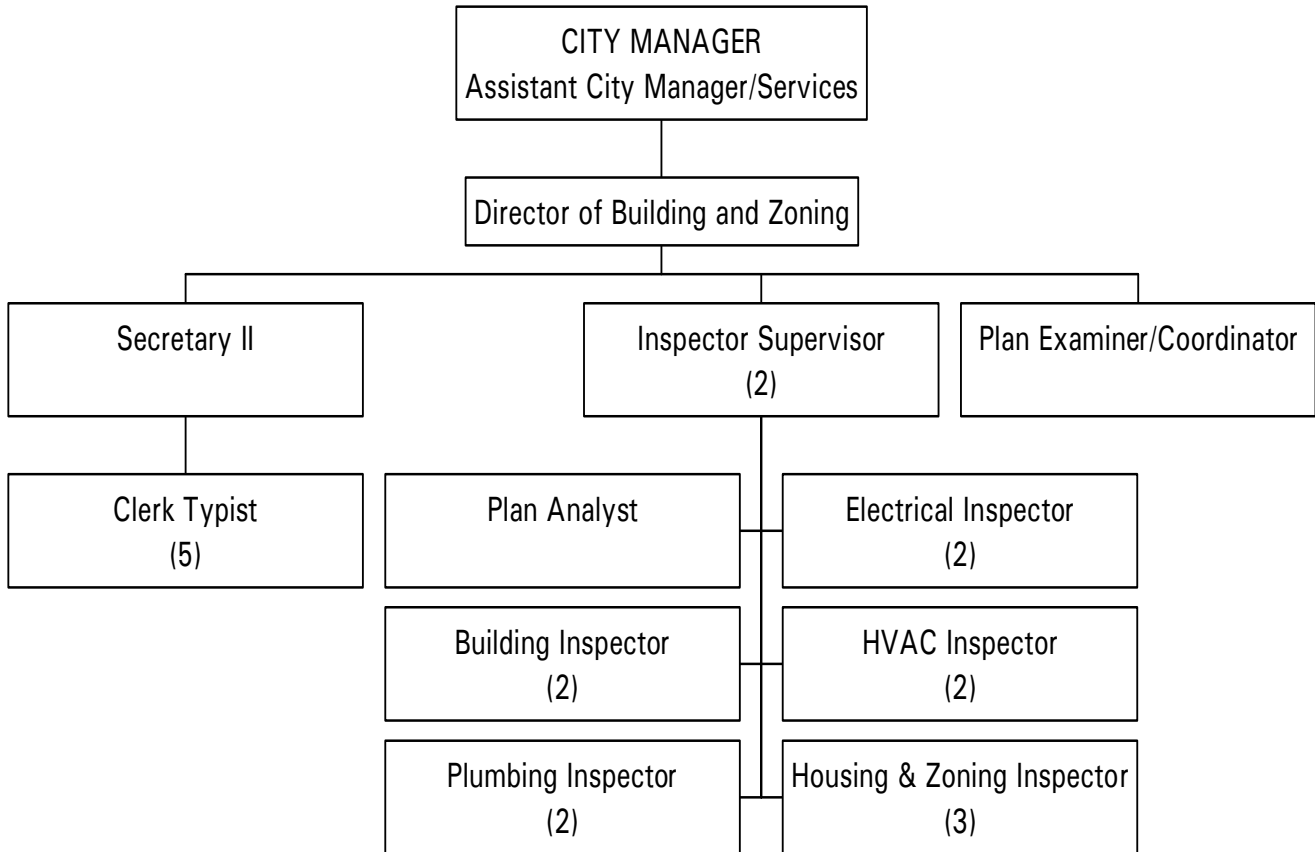 CITY MANAGER
Assistant City Manager/Services
Director of Building and Zoning
Secretary II
Inspector Supervisor
(2)
Plan Examiner/Coordinator
Clerk Typist
(5)
Plan Analyst
Electrical Inspector
(2)
Building Inspector
(2)
HVAC Inspector
(2)
Plumbing Inspector
(2)
Housing & Zoning Inspector
(3)